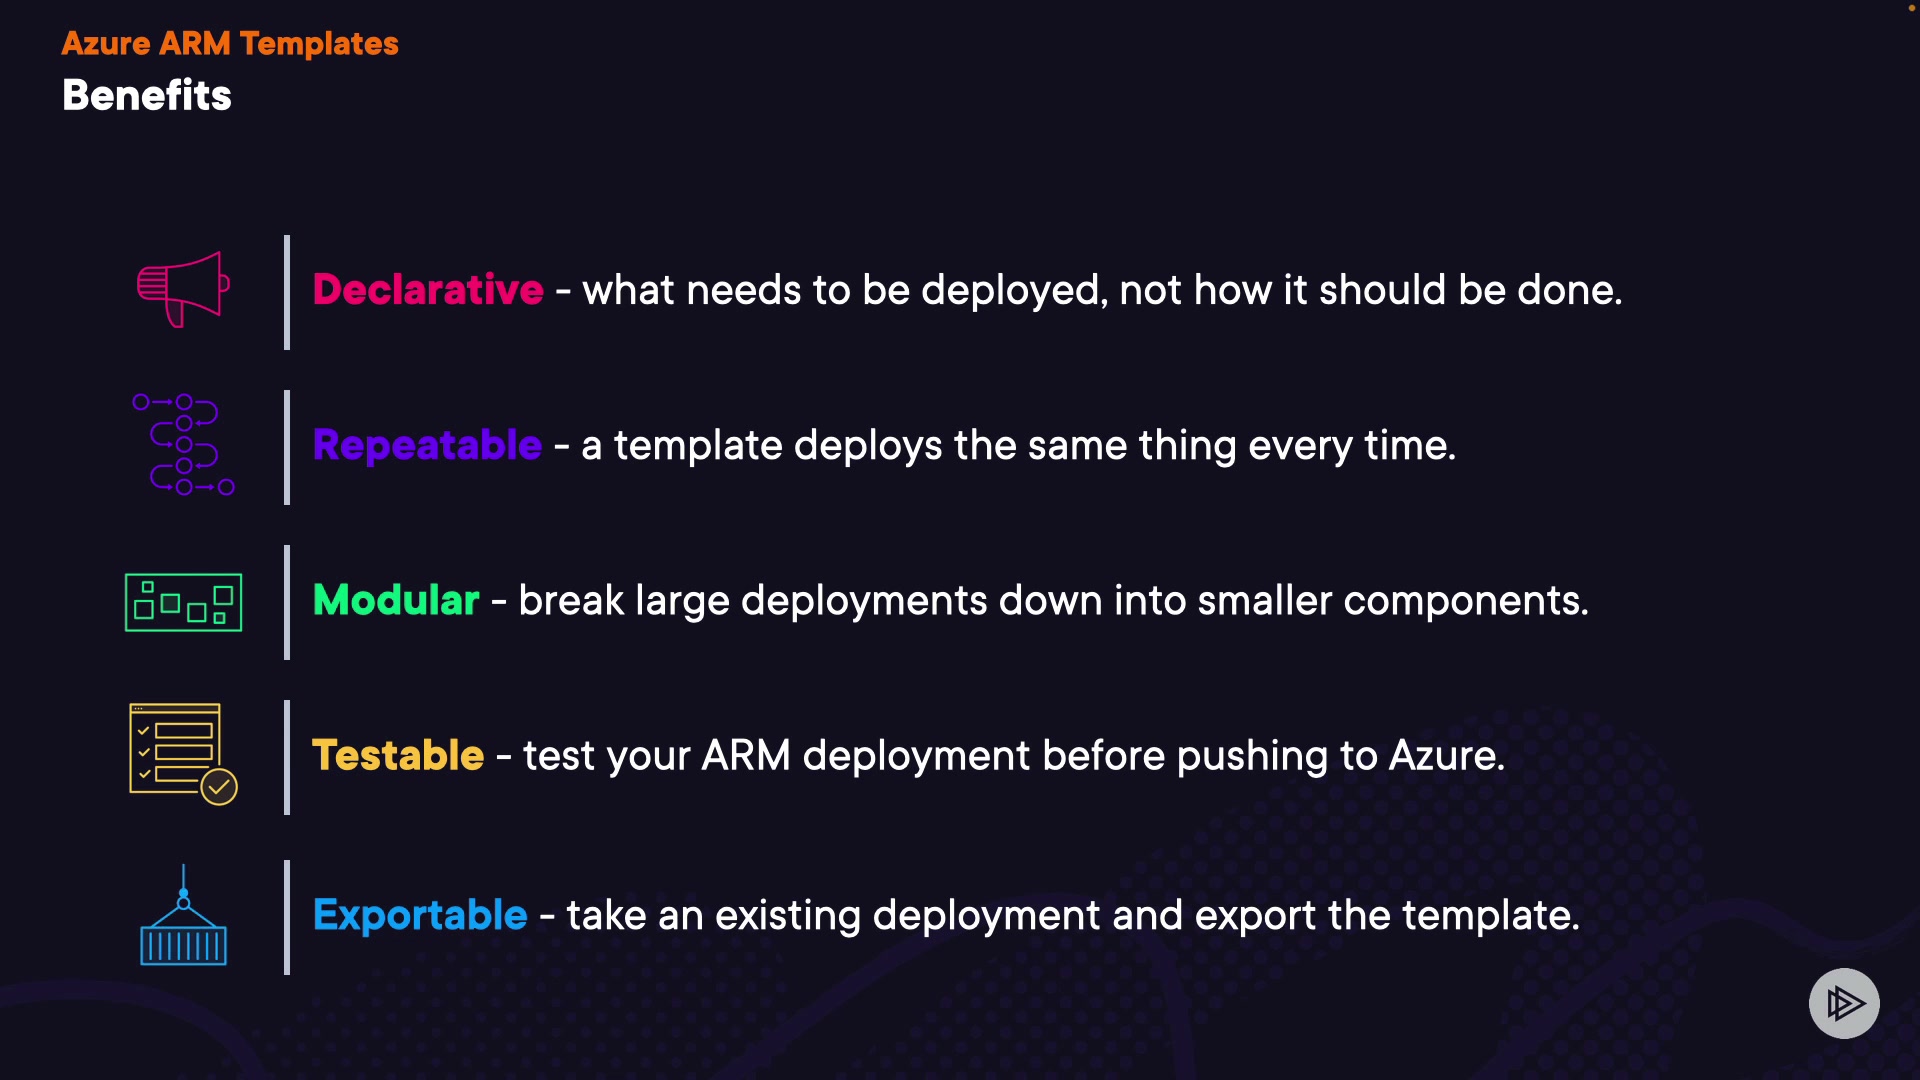 Azure ARM Templates
Benefits
Declarative - what needs to be deployed, not how it should be done.
Repeatable - a template deploys the same thing every time.
Modular - break large deployments down into smaller components.
Testable - test your ARM deployment before pushing to Azure.
Exportable - take an existing deployment and export the template.